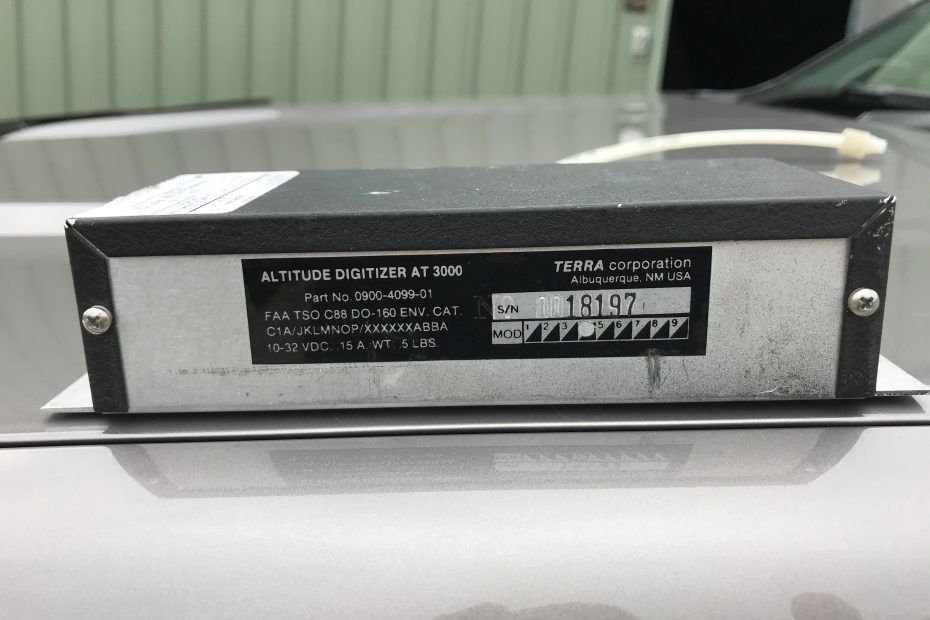 ALTITUDE DIGITIZER AT 3000
Part No. 0900-4099-01
FAA TSO C88 DO-160 ENV. CAT.
C1A/JKLMNOP/XXXXXXABBA
10-32 VDC. .15 A. WT. .5 LBS.
TERRA corporation
Albuquerque, NM USA
S/N 0018197
MOD 1 2 3 5 6 7 8 9